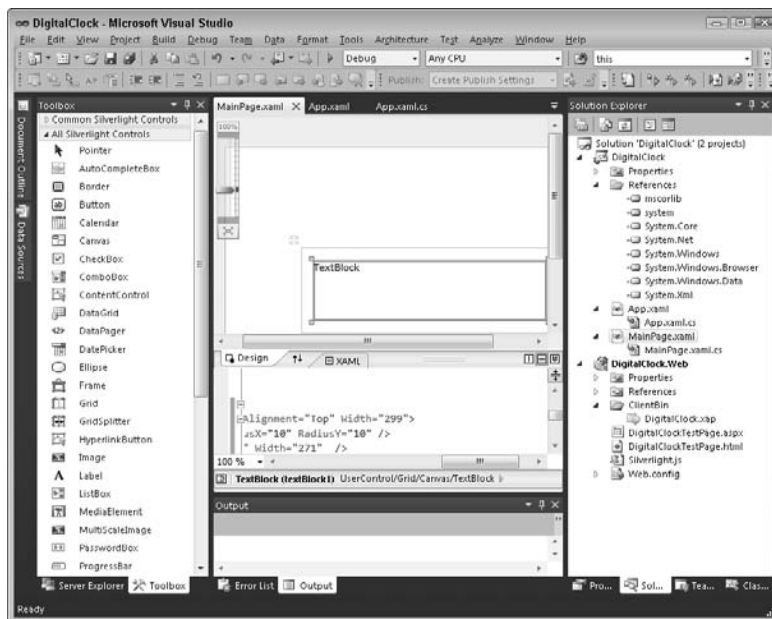 DigitalClock - Microsoft Visual Studio
File Edit View Project Build Debug Team Data Format Tools Architecture Test Analyze Window Help
Debug Any CPU this
Publish: Create Publish Settings
Document Outline
Data Sources
Toolbox
Common Silverlight Controls
All Silverlight Controls
Pointer
AutoCompleteBox
Border
Button
Calendar
Canvas
CheckBox
ComboBox
ContentControl
DataGrid
DataPager
DatePicker
Ellipse
Frame
Grid
GridSplitter
HyperlinkButton
Image
Label
ListBox
MediaElement
MultiScaleImage
PasswordBox
ProgressBar
Server Explorer Toolbox
MainPage.xaml App.xaml App.xaml.cs
100%
TextBlock
Design XAML
Alignment="Top" Width="299">
usX="10" RadiusY="10" />
" Width="271" />
100 %
TextBlock (textBlock1) UserControl/Grid/Canvas/TextBlock
Output
Error List Output
Solution Explorer
Solution 'DigitalClock' (2 projects)
DigitalClock
Properties
References
mscorlib
system
System.Core
System.Net
System.Windows
System.Windows.Browser
System.Windows.Data
System.Xml
App.xaml
App.xaml.cs
MainPage.xaml
MainPage.xaml.cs
DigitalClock.Web
Properties
References
ClientBin
DigitalClock.xap
DigitalClockTestPage.aspx
DigitalClockTestPage.html
Silverlight.js
Web.config
Pro... Sol... Tea... Clas...
Ready